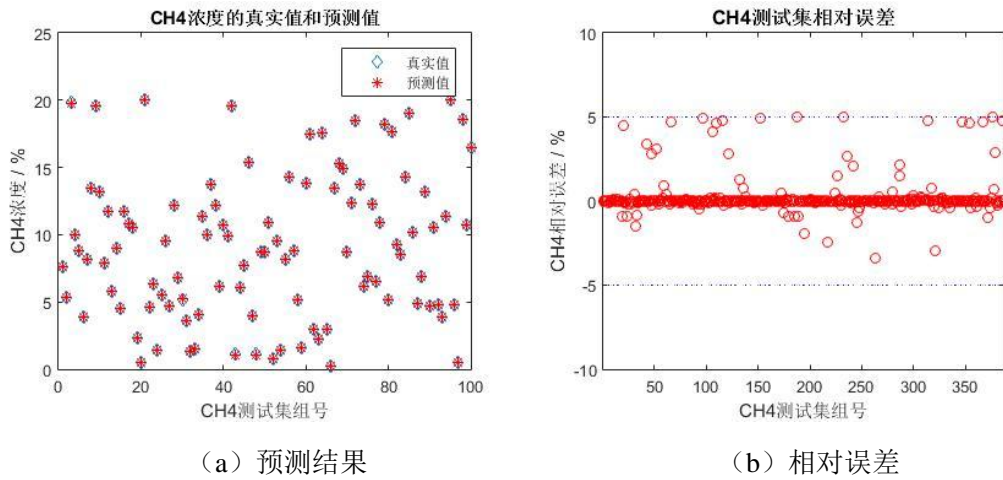 CH4浓度的真实值和预测值
25
20
15
10
5
0
0 20 40 60 80 100
CH4浓度 / %
CH4测试集组号
真实值
预测值
（a）预测结果
CH4测试集相对误差
10
5
0
-5
-10
50 100 150 200 250 300 350
CH4相对误差 / %
CH4测试集组号
（b）相对误差